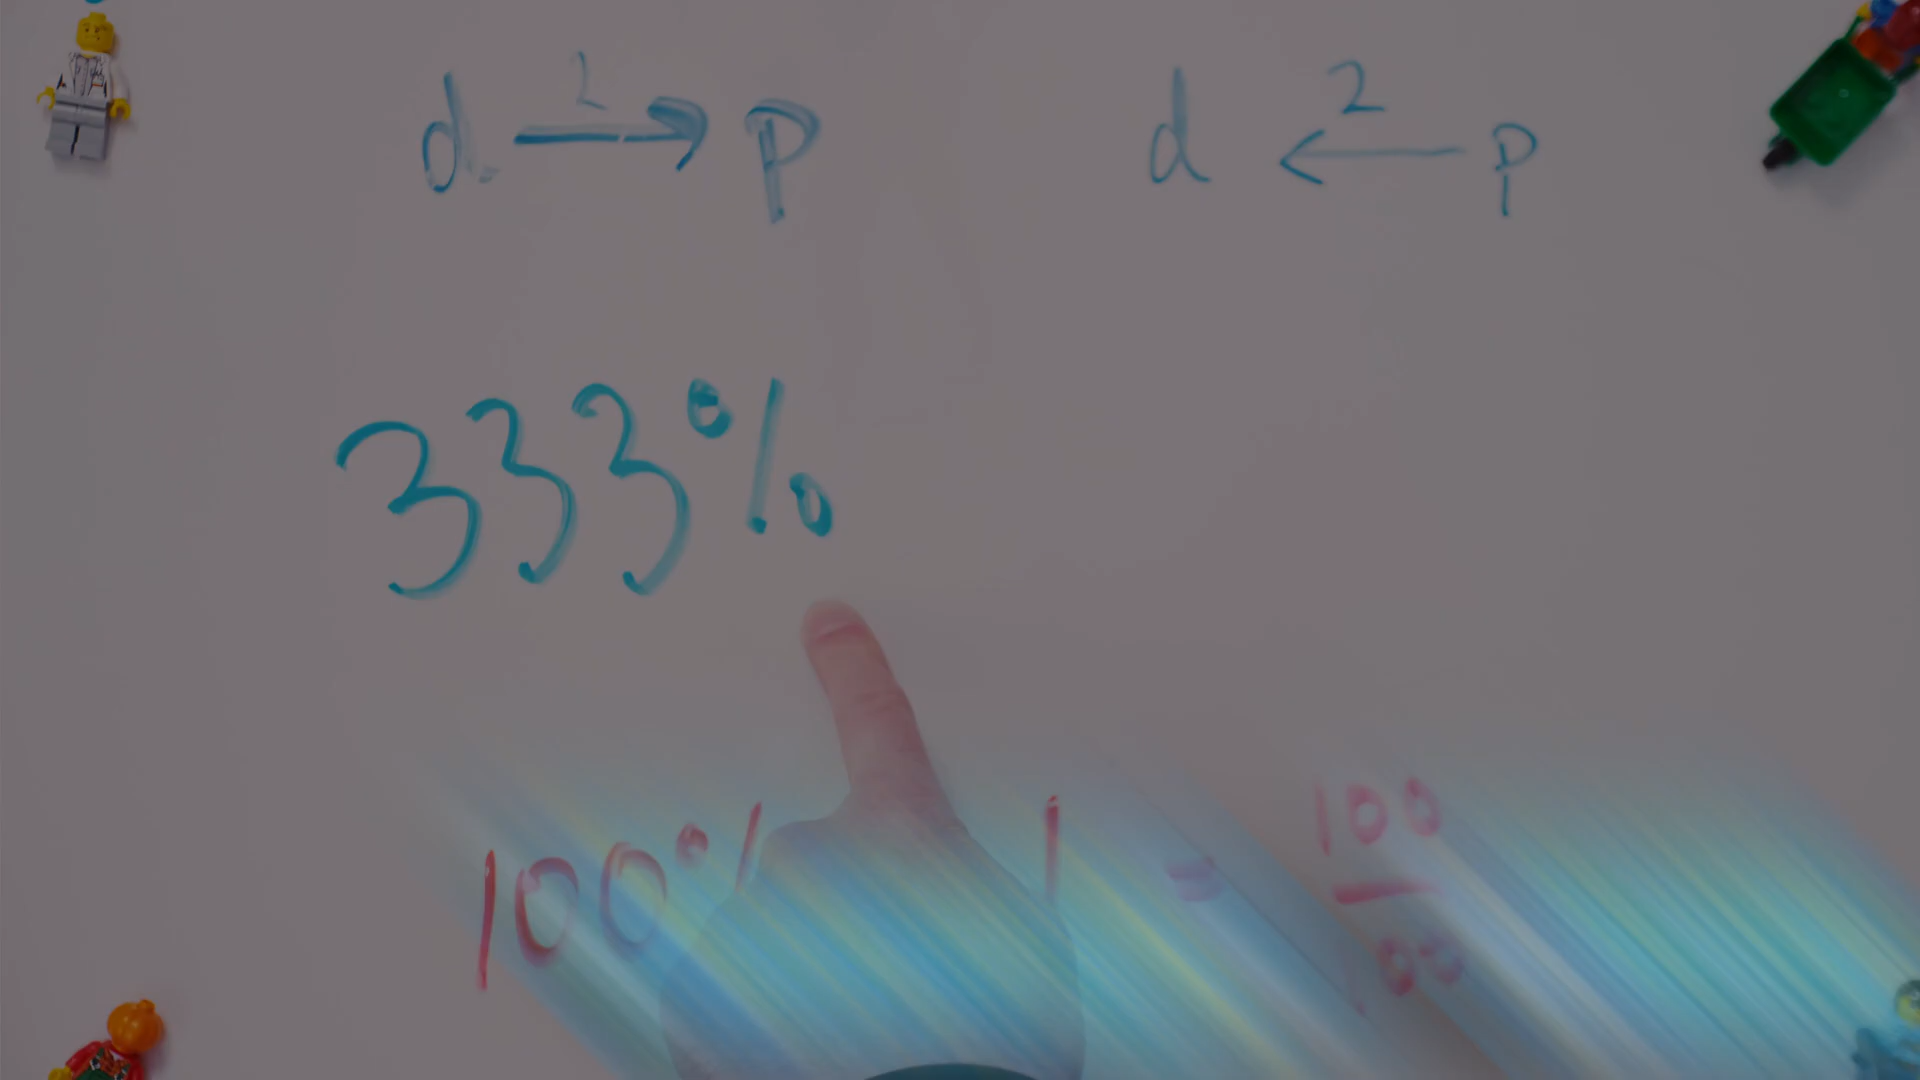 d 2→ p d ←2 p
333%
100% 1 = 100/100